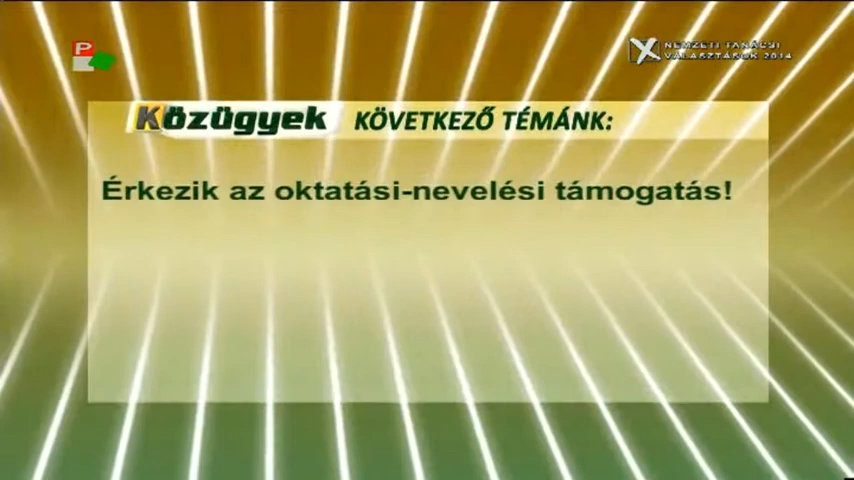 P
NEMZETI TANÁCSI
VÁLASZTÁSOK 2014
Közügyek KÖVETKEZŐ TÉMÁNK:
Érkezik az oktatási-nevelési támogatás!